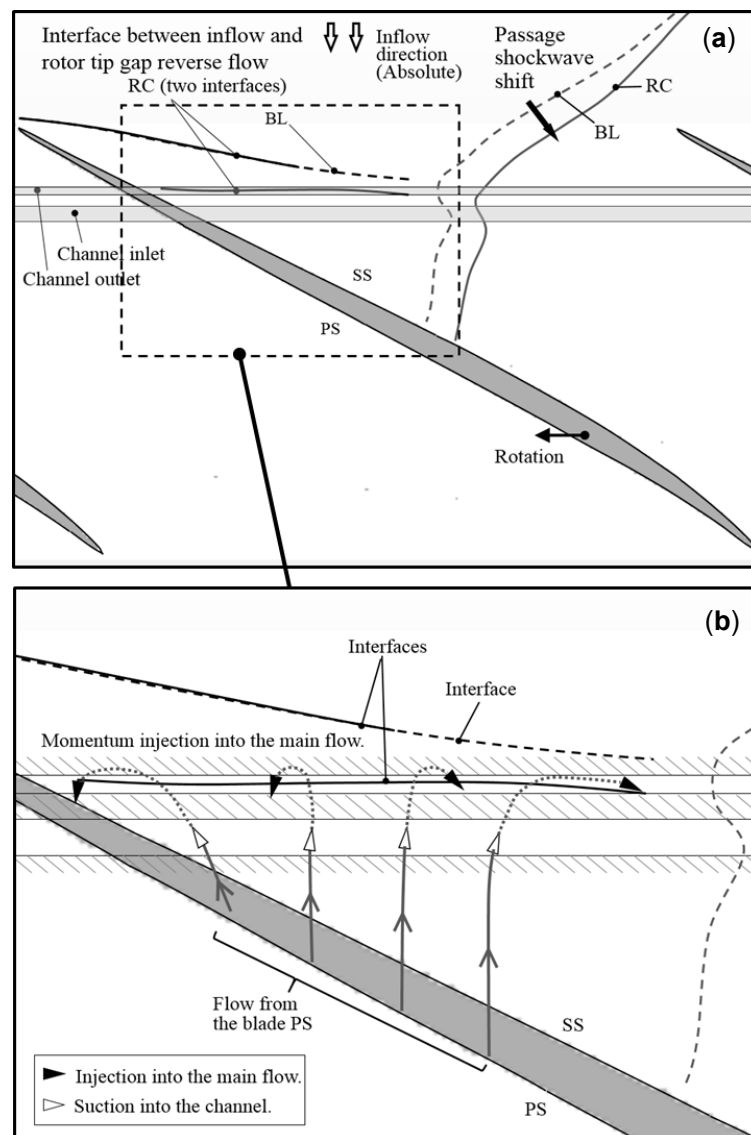 (a)
Interface between inflow and
rotor tip gap reverse flow
RC (two interfaces)
BL
Inflow
direction
(Absolute)
Passage
shockwave
shift
RC
BL
Channel inlet
Channel outlet
SS
PS
Rotation
(b)
Interfaces
Interface
Momentum injection into the main flow.
Flow from
the blade PS
SS
PS
Injection into the main flow.
Suction into the channel.